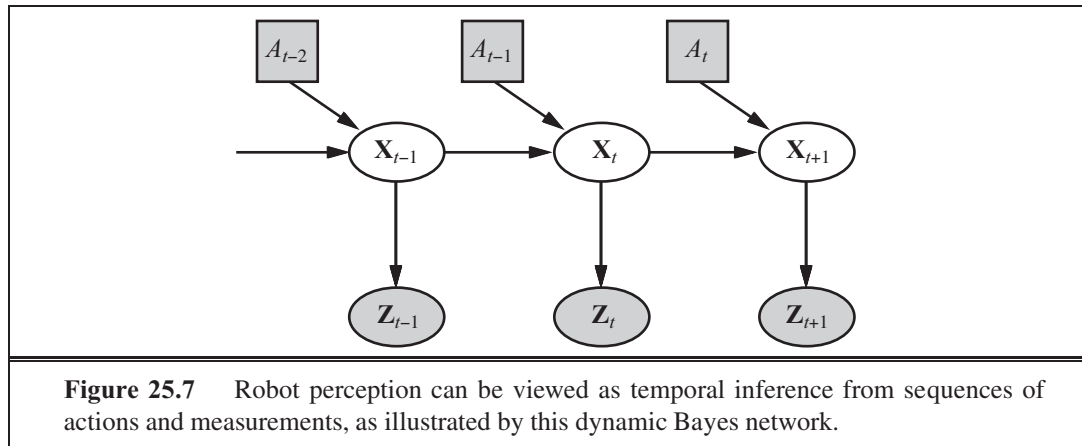 A_{t−2} A_{t−1} A_t
X_{t−1} X_t X_{t+1}
Z_{t−1} Z_t Z_{t+1}
Figure 25.7 Robot perception can be viewed as temporal inference from sequences of
actions and measurements, as illustrated by this dynamic Bayes network.